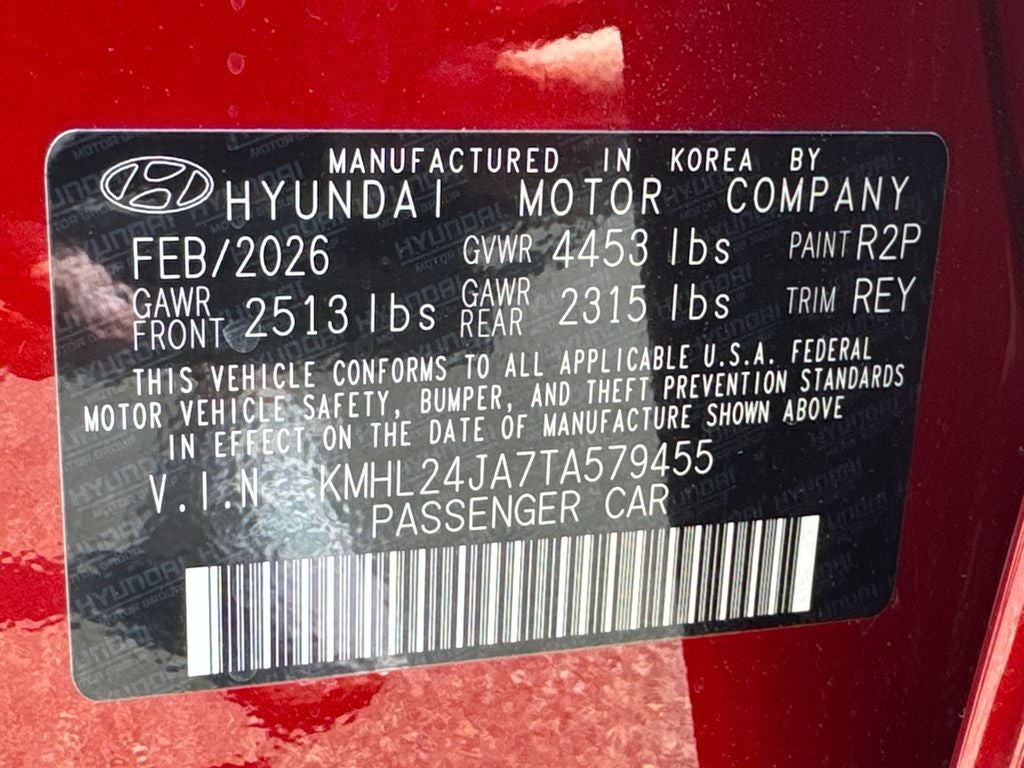 MANUFACTURED IN KOREA BY
HYUNDAI MOTOR COMPANY
FEB/2026 GVWR 4453 lbs PAINT R2P
GAWR FRONT 2513 lbs GAWR REAR 2315 lbs TRIM REY
THIS VEHICLE CONFORMS TO ALL APPLICABLE U.S.A. FEDERAL
MOTOR VEHICLE SAFETY, BUMPER, AND THEFT PREVENTION STANDARDS
IN EFFECT ON THE DATE OF MANUFACTURE SHOWN ABOVE
V.I.N KMHL24JA7TA579455
PASSENGER CAR